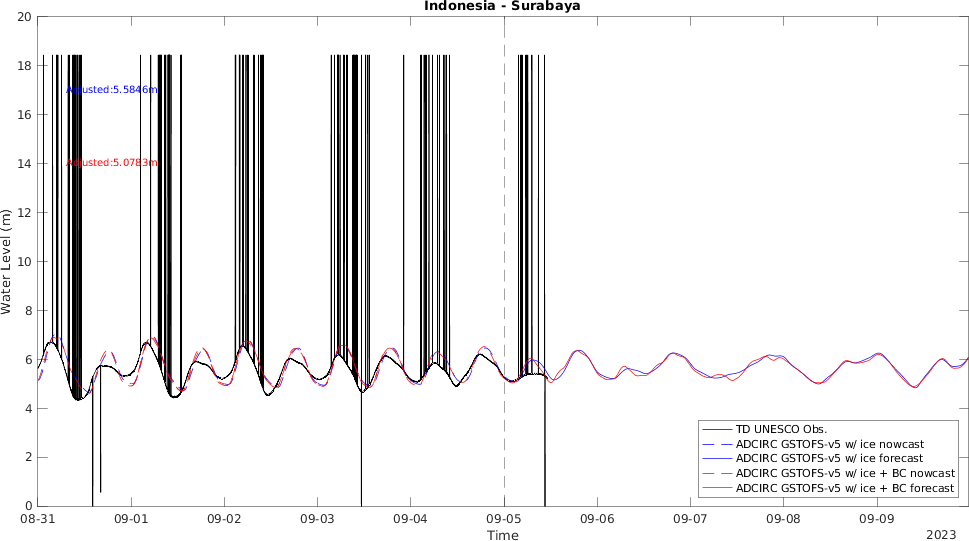 Indonesia - Surabaya
20
18
16
14
12
10
8
6
4
2
0
Water Level (m)
Adjusted:5.5846m
Adjusted:5.0783m
TD UNESCO Obs.
ADCIRC GSTOFS-v5 w/ ice nowcast
ADCIRC GSTOFS-v5 w/ ice forecast
ADCIRC GSTOFS-v5 w/ ice + BC nowcast
ADCIRC GSTOFS-v5 w/ ice + BC forecast
08-31 09-01 09-02 09-03 09-04 09-05 09-06 09-07 09-08 09-09
Time
2023